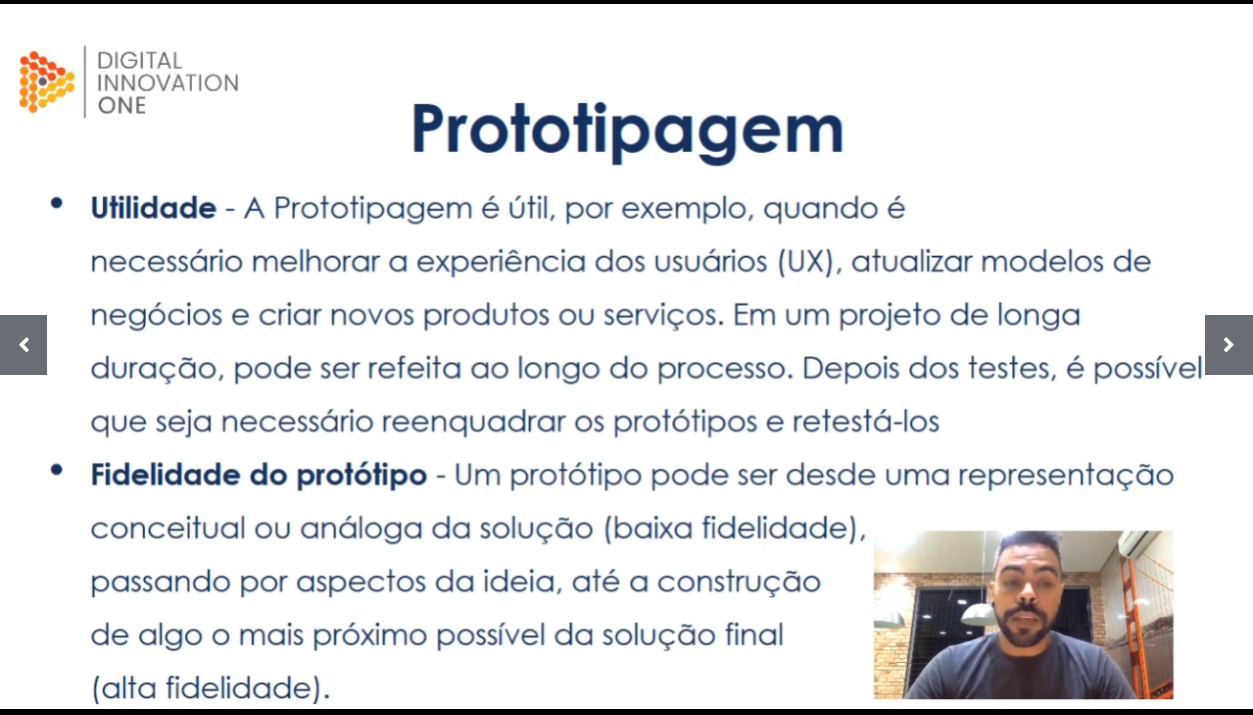 DIGITAL
INNOVATION
ONE
Prototipagem
• Utilidade - A Prototipagem é útil, por exemplo, quando é
necessário melhorar a experiência dos usuários (UX), atualizar modelos de
negócios e criar novos produtos ou serviços. Em um projeto de longa
duração, pode ser refeita ao longo do processo. Depois dos testes, é possível
que seja necessário reenquadrar os protótipos e retestá-los
• Fidelidade do protótipo - Um protótipo pode ser desde uma representação
conceitual ou análoga da solução (baixa fidelidade),
passando por aspectos da ideia, até a construção
de algo o mais próximo possível da solução final
(alta fidelidade).